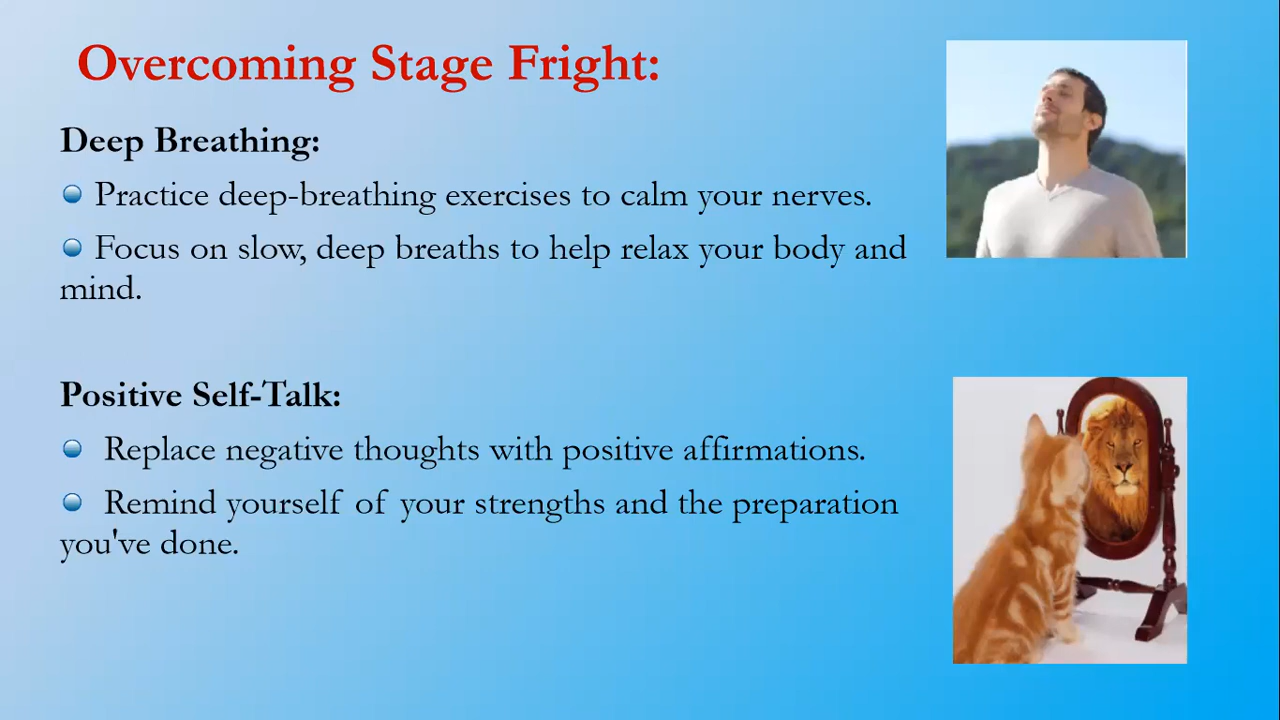 Overcoming Stage Fright:
Deep Breathing:
Practice deep-breathing exercises to calm your nerves.
Focus on slow, deep breaths to help relax your body and
mind.
Positive Self-Talk:
Replace negative thoughts with positive affirmations.
Remind yourself of your strengths and the preparation
you've done.